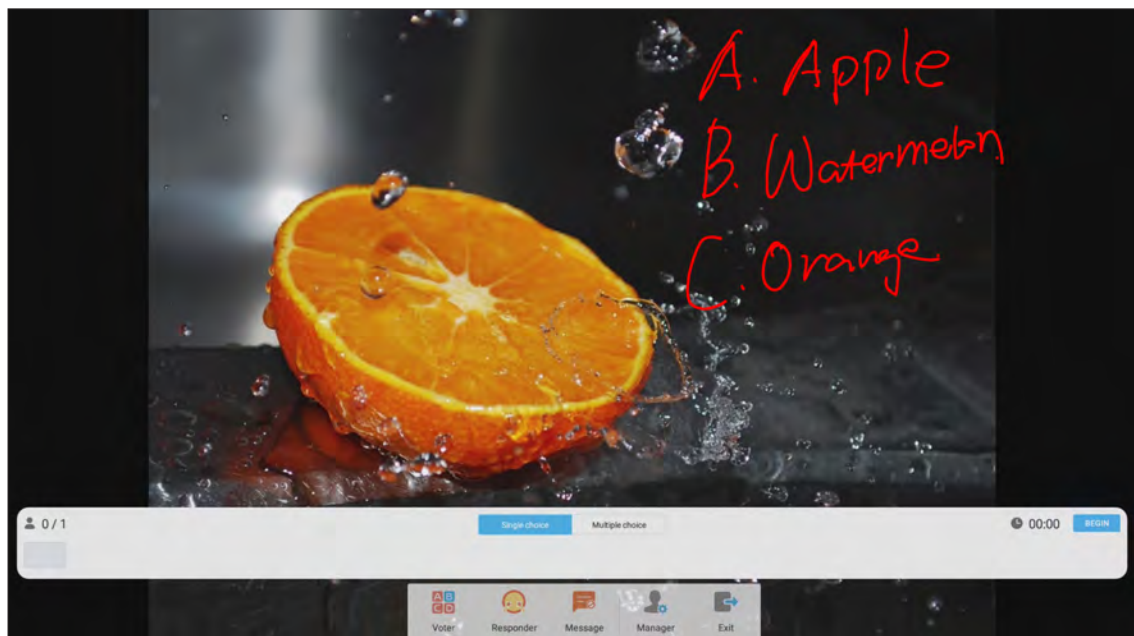 A. Apple
B. Watermelon
C. Orange
0 / 1
Single choice
Multiple choice
00:00
BEGIN
A B
C D
Voter
Responder
Message
Manager
Exit